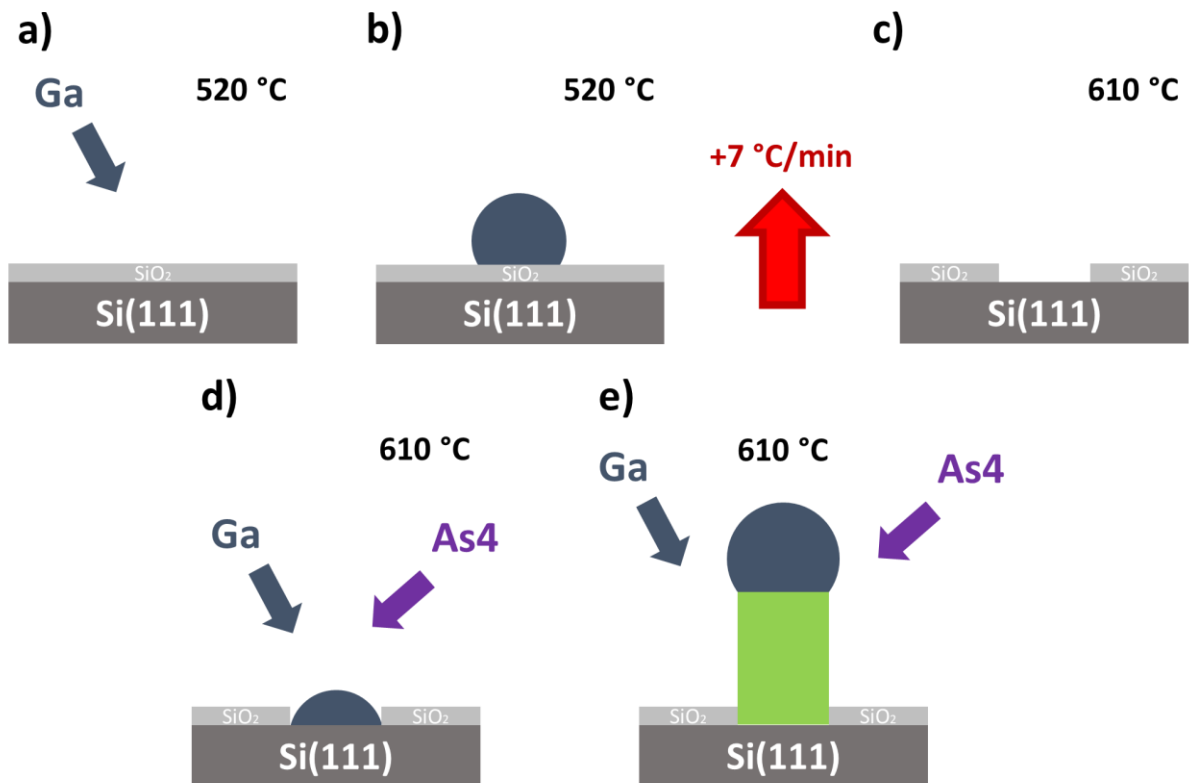 a)
Ga
520 °C
SiO₂
Si(111)
b)
520 °C
SiO₂
Si(111)
+7 °C/min
c)
610 °C
SiO₂
SiO₂
Si(111)
d)
610 °C
Ga
As4
SiO₂
SiO₂
Si(111)
e)
610 °C
Ga
As4
SiO₂
SiO₂
Si(111)